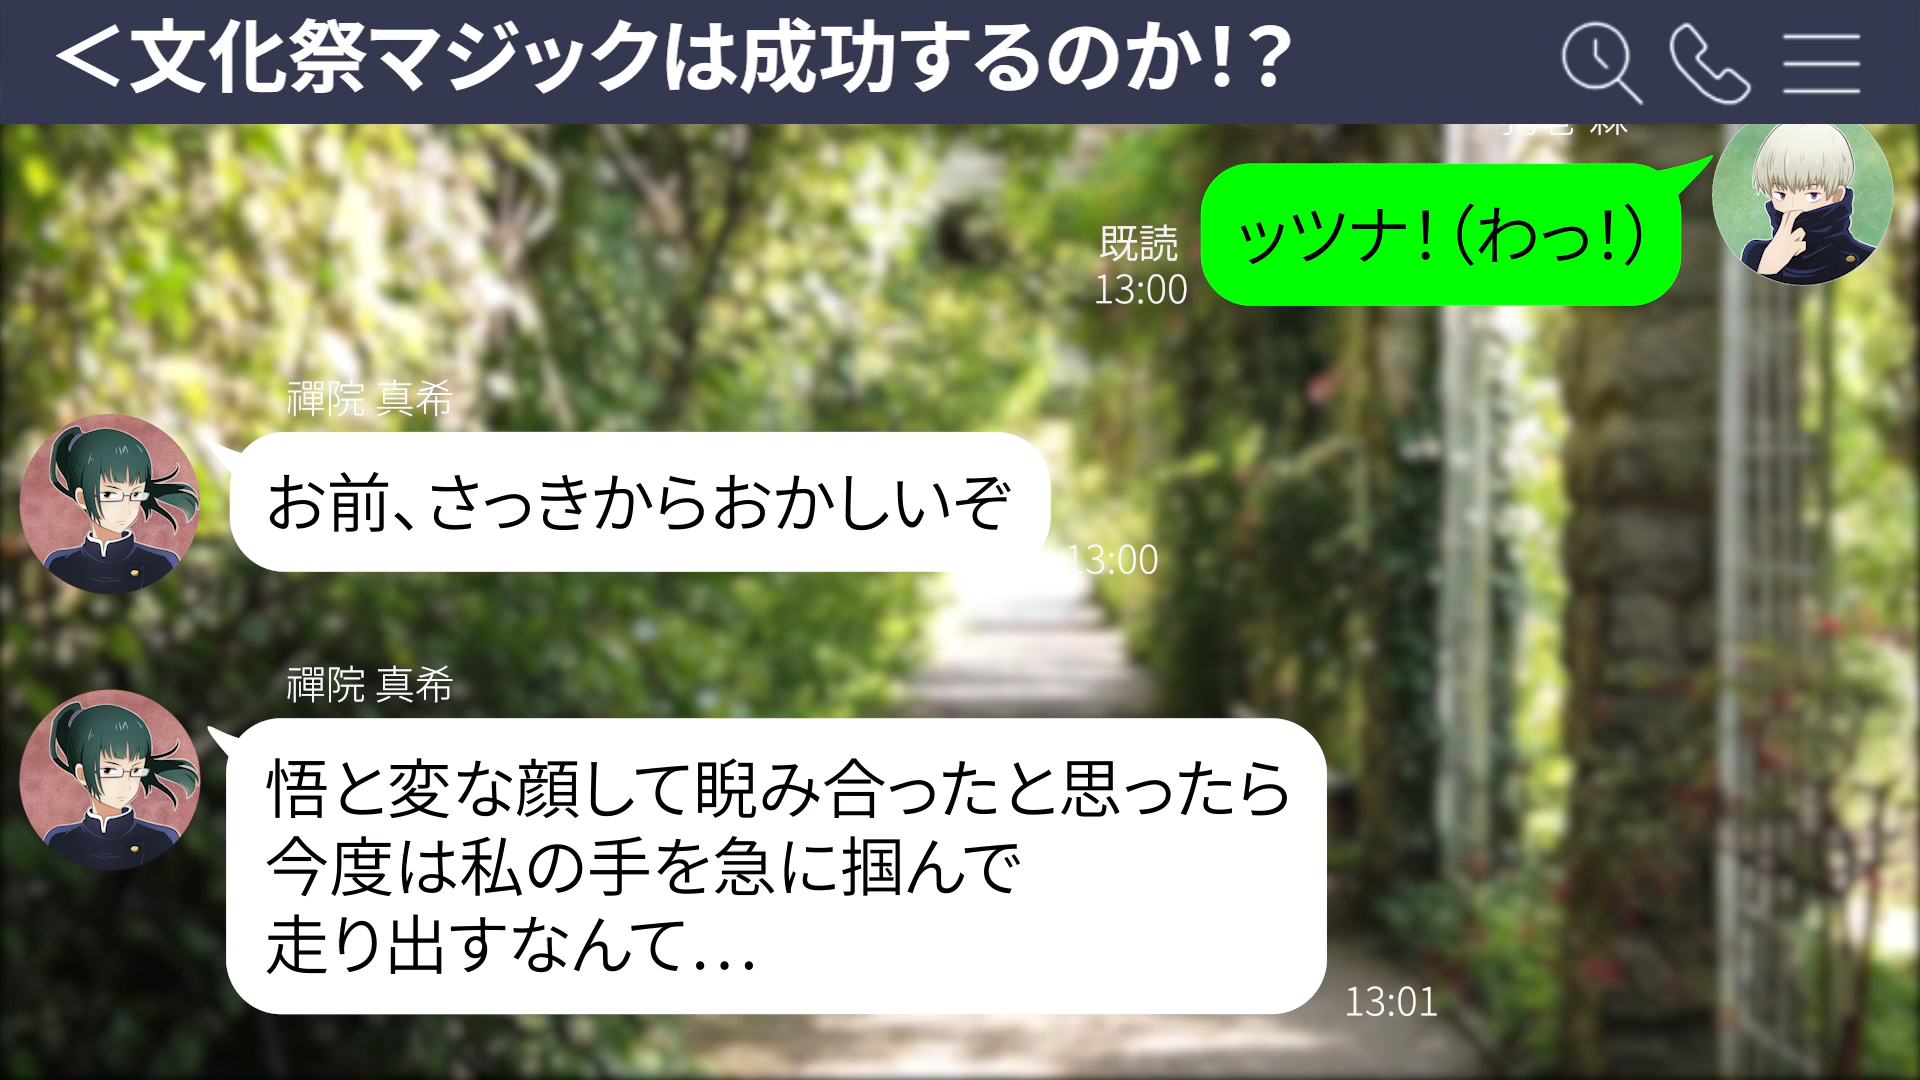 ＜文化祭マジックは成功するのか！？
ッツナ！（わっ！）
既読
13:00
禪院 真希
お前、さっきからおかしいぞ
13:00
禪院 真希
悟と変な顔して睨み合ったと思ったら
今度は私の手を急に掴んで
走り出すなんて…
13:01